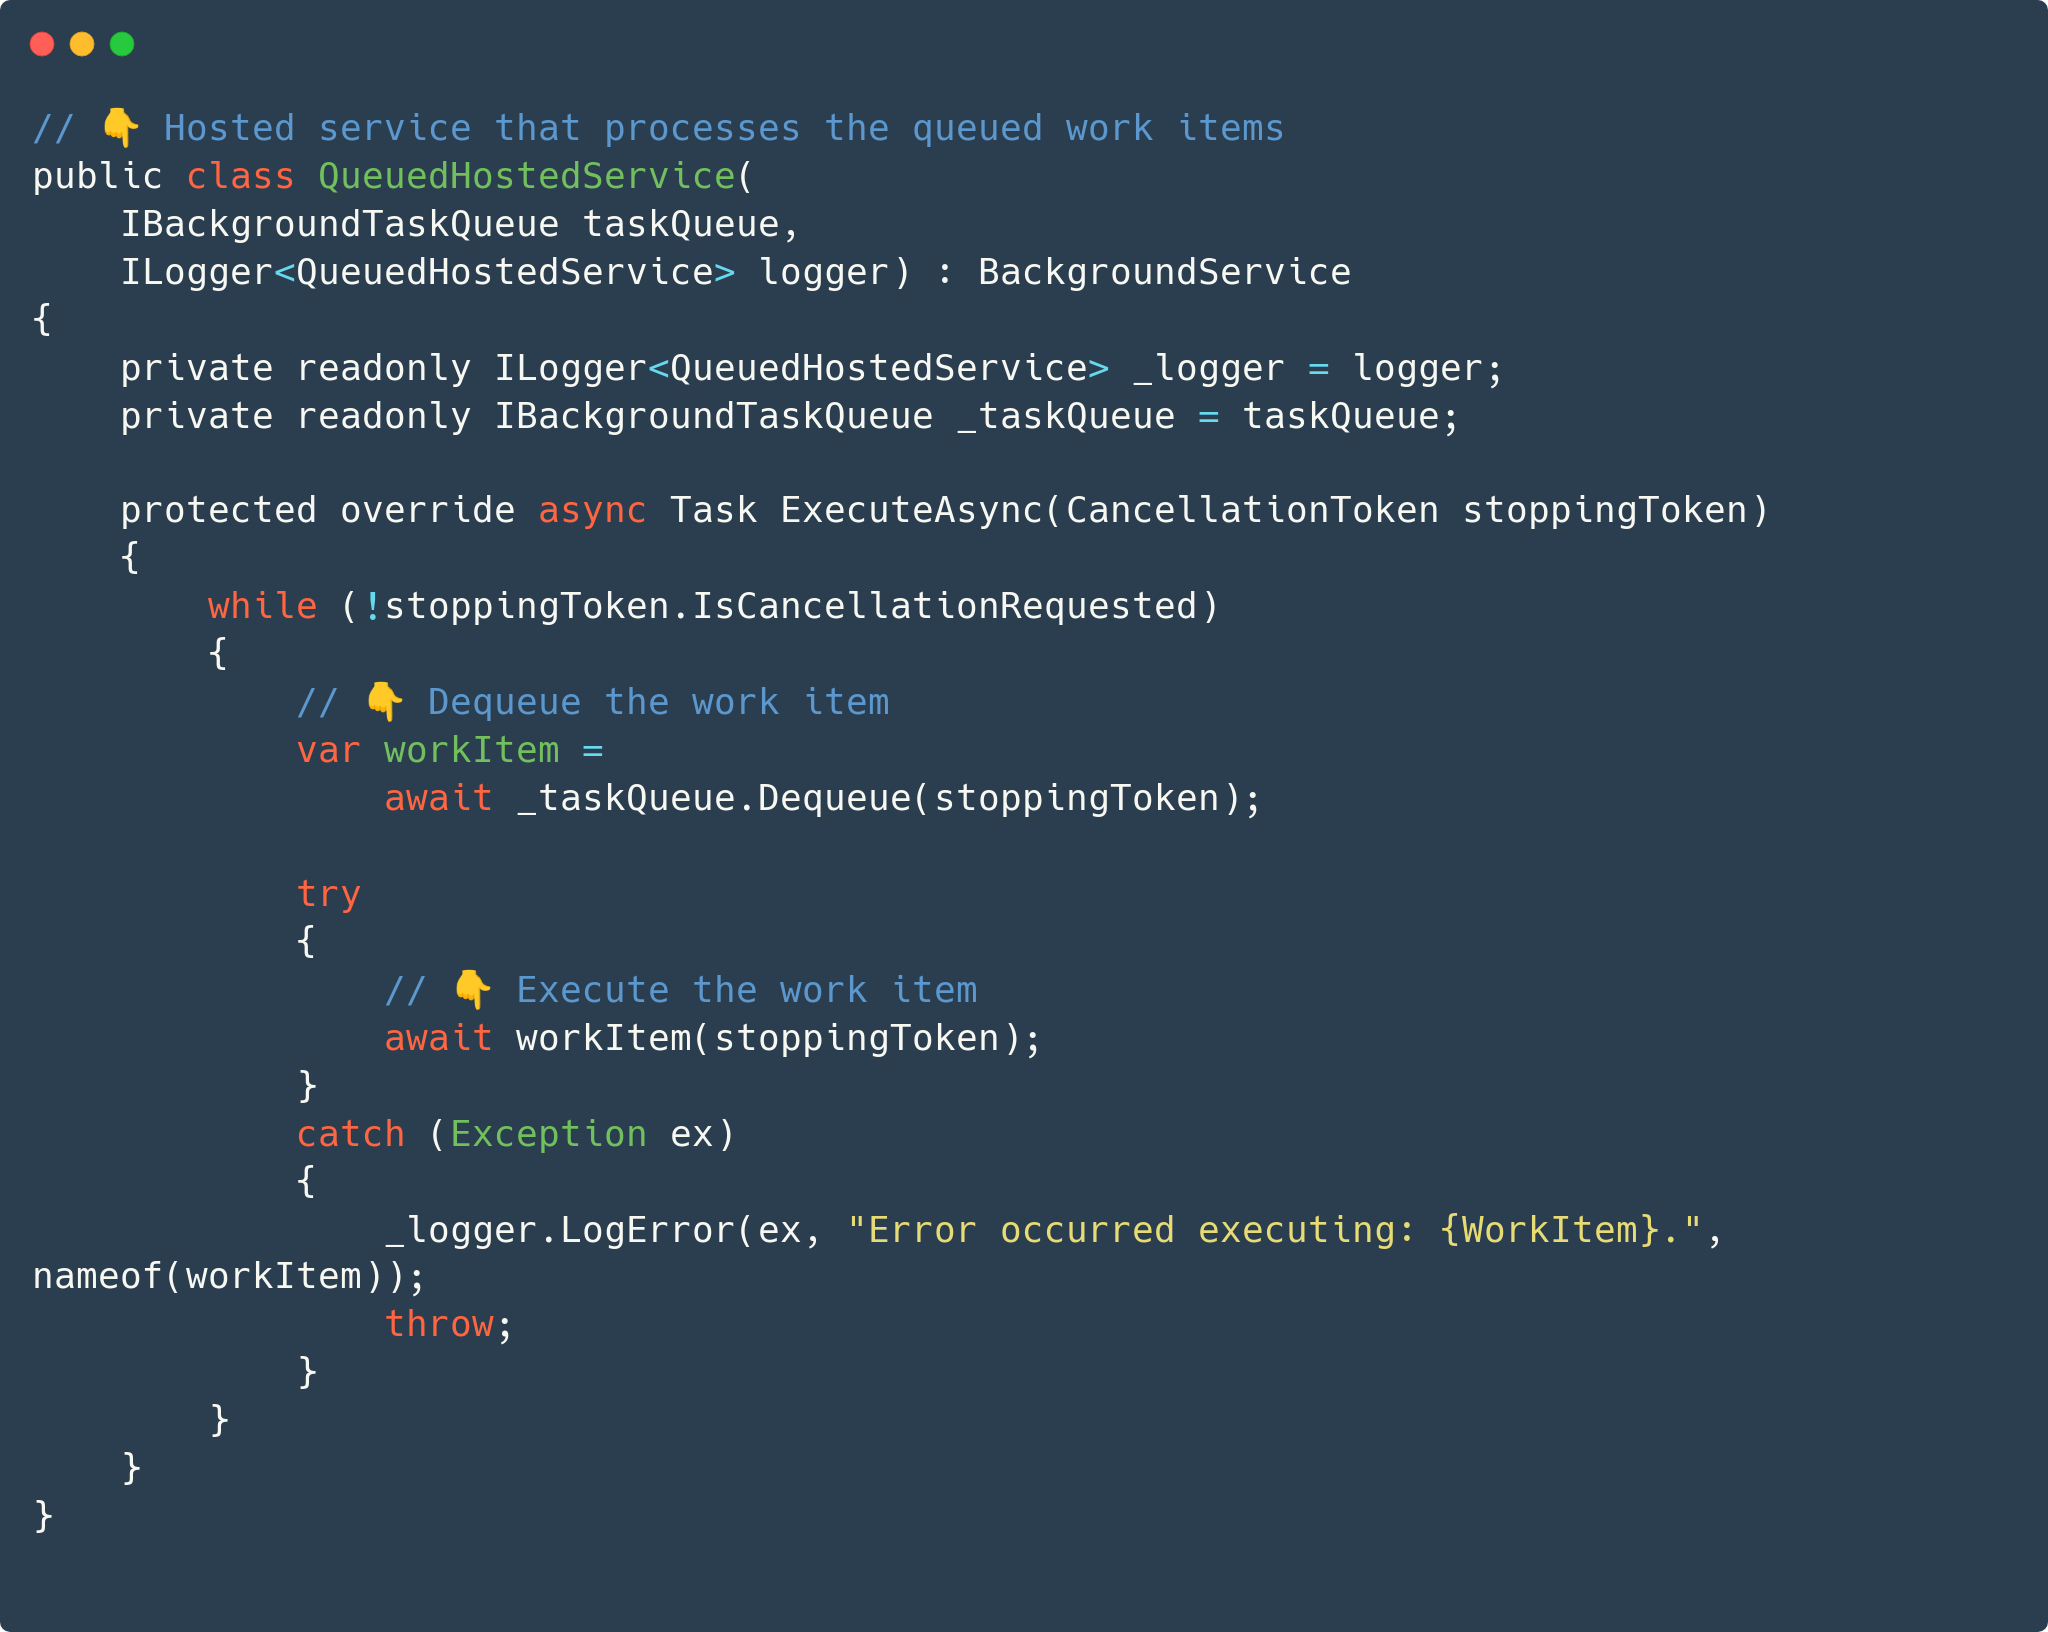 // 👇 Hosted service that processes the queued work items
public class QueuedHostedService(
    IBackgroundTaskQueue taskQueue,
    ILogger<QueuedHostedService> logger) : BackgroundService
{
    private readonly ILogger<QueuedHostedService> _logger = logger;
    private readonly IBackgroundTaskQueue _taskQueue = taskQueue;

    protected override async Task ExecuteAsync(CancellationToken stoppingToken)
    {
        while (!stoppingToken.IsCancellationRequested)
        {
            // 👇 Dequeue the work item
            var workItem =
                await _taskQueue.Dequeue(stoppingToken);

            try
            {
                // 👇 Execute the work item
                await workItem(stoppingToken);
            }
            catch (Exception ex)
            {
                _logger.LogError(ex, "Error occurred executing: {WorkItem}.",
nameof(workItem));
                throw;
            }
        }
    }
}